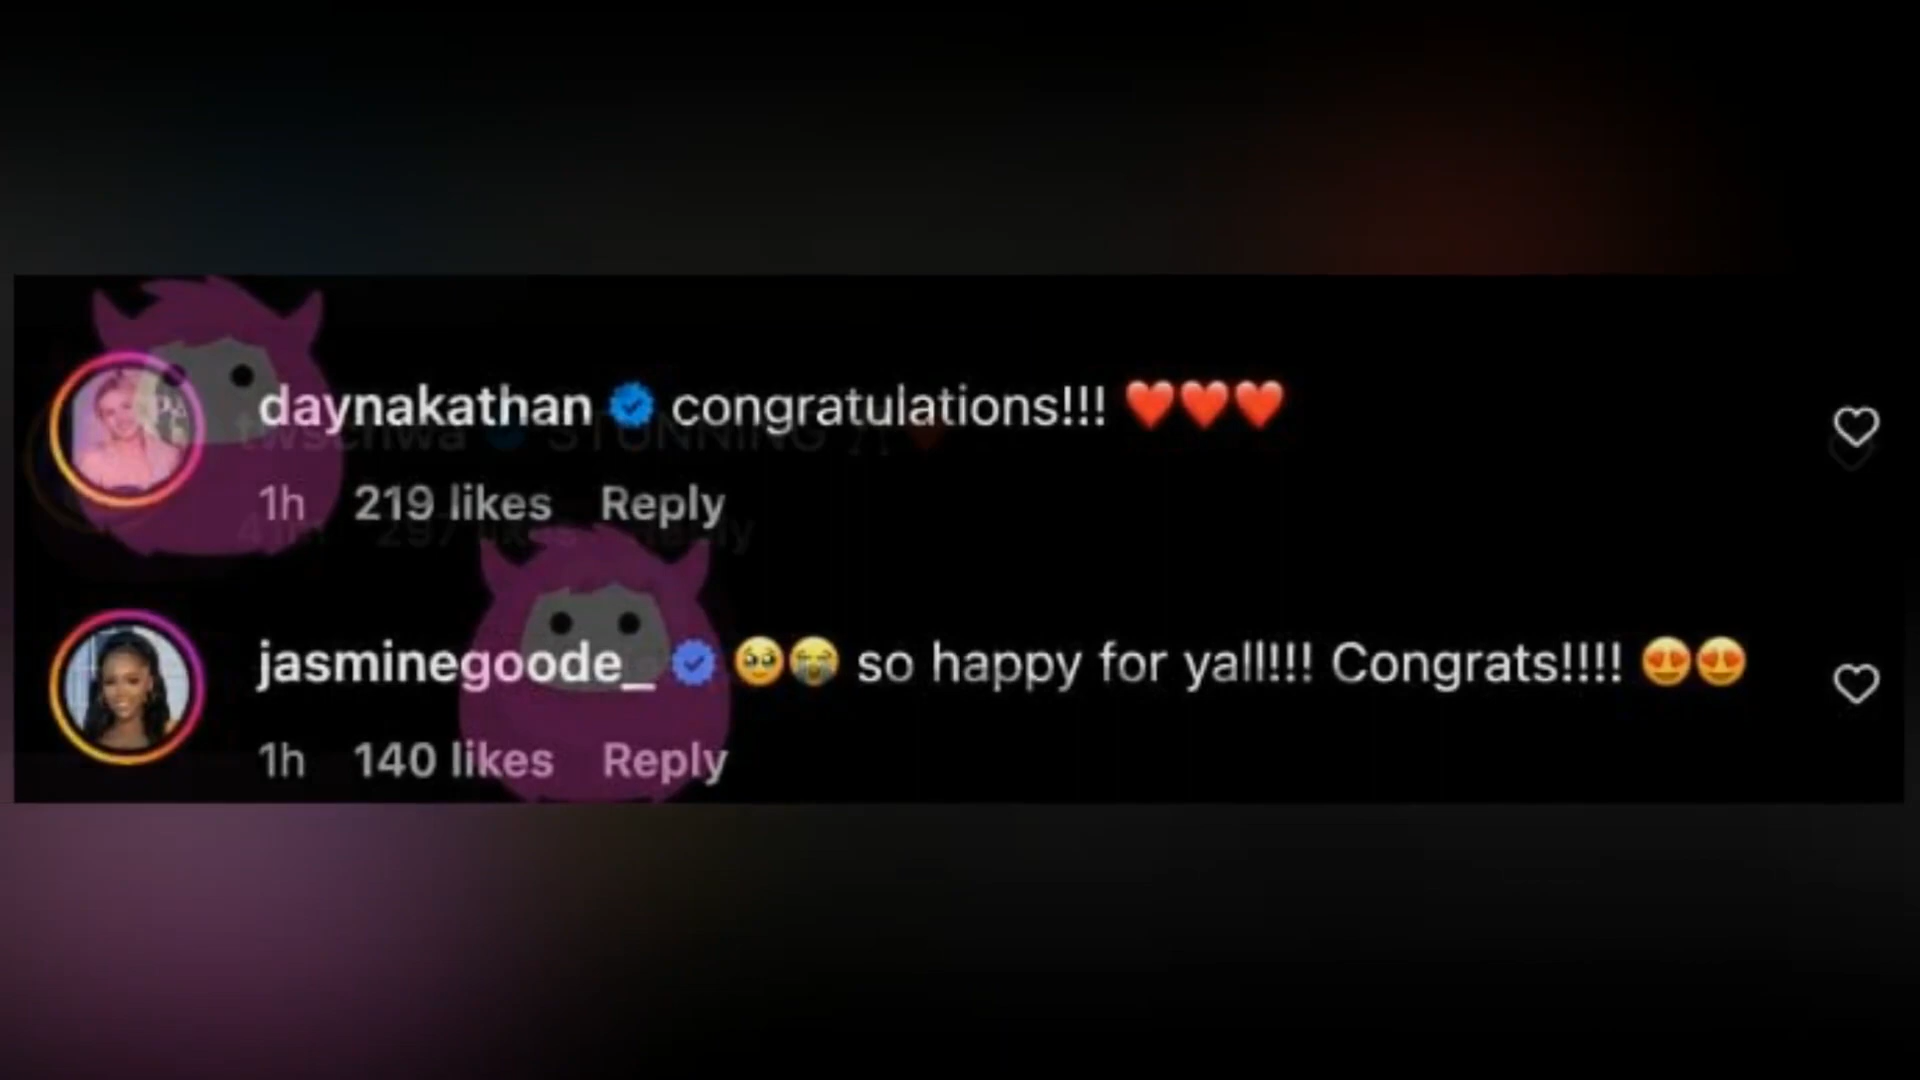 daynakathan congratulations!!! ❤️❤️❤️
1h 219 likes Reply
jasminegoode_ 🥹😭 so happy for yall!!! Congrats!!!! 😍😍
1h 140 likes Reply